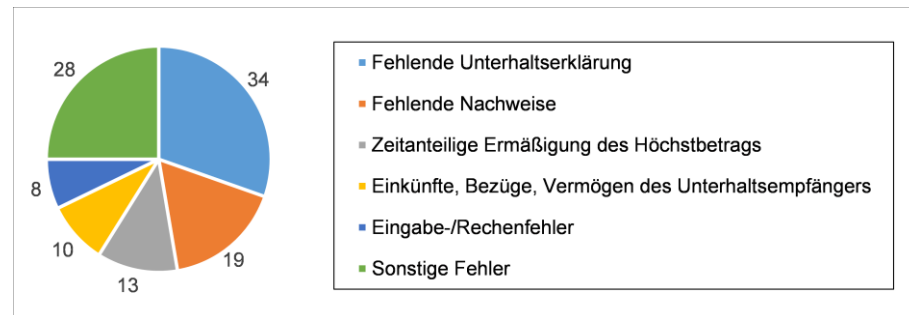 28
34
8
10
13
19
Fehlende Unterhaltserklärung
Fehlende Nachweise
Zeitanteilige Ermäßigung des Höchstbetrags
Einkünfte, Bezüge, Vermögen des Unterhaltsempfängers
Eingabe-/Rechenfehler
Sonstige Fehler